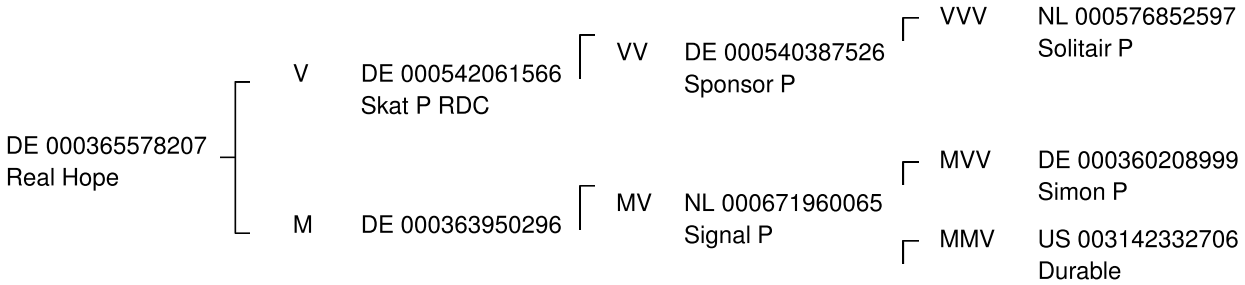 DE 000365578207
Real Hope
V DE 000542061566
Skat P RDC
M DE 000363950296
VV DE 000540387526
Sponsor P
MV NL 000671960065
Signal P
VVV NL 000576852597
Solitair P
MVV DE 000360208999
Simon P
MMV US 003142332706
Durable